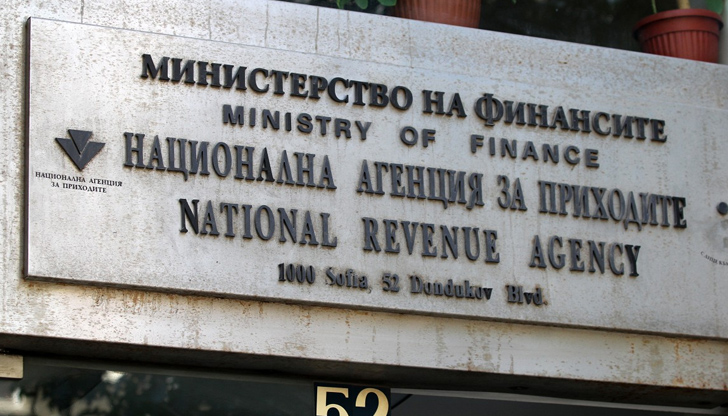 МИНИСТЕРСТВО НА ФИНАНСИТЕ
MINISTRY OF FINANCE
НАЦИОНАЛНА АГЕНЦИЯ ЗА ПРИХОДИТЕ
NATIONAL REVENUE AGENCY
1000 Sofia, 52 Dondukov Blvd.
НАЦИОНАЛНА АГЕНЦИЯ
ЗА ПРИХОДИТЕ
52